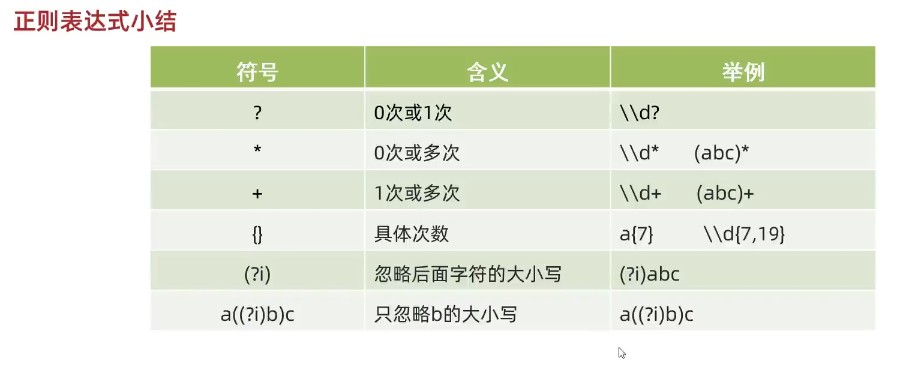 正则表达式小结
符号 含义 举例
? 0次或1次 \\d?
* 0次或多次 \\d* (abc)*
+ 1次或多次 \\d+ (abc)+
{} 具体次数 a{7} \\d{7,19}
(?i) 忽略后面字符的大小写 (?i)abc
a((?i)b)c 只忽略b的大小写 a((?i)b)c